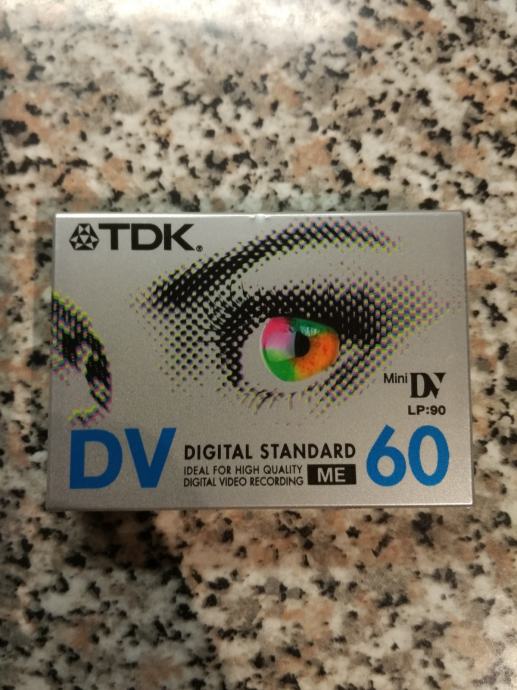 TDK.
Mini DV
LP:90
DV DIGITAL STANDARD 60
IDEAL FOR HIGH QUALITY
DIGITAL VIDEO RECORDING ME